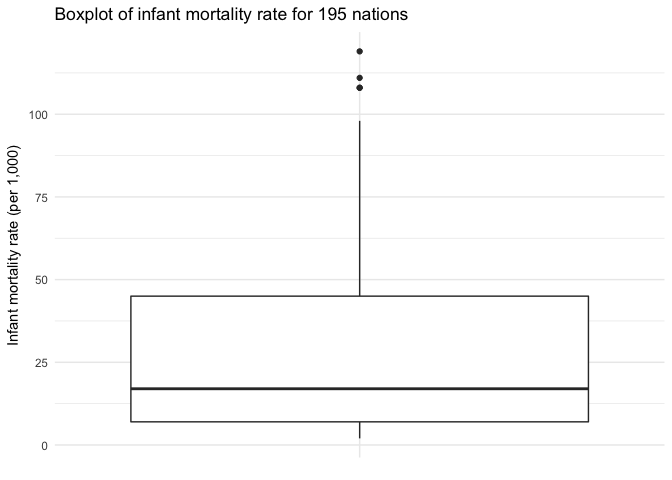 Boxplot of infant mortality rate for 195 nations
Infant mortality rate (per 1,000)
100
75
50
25
0